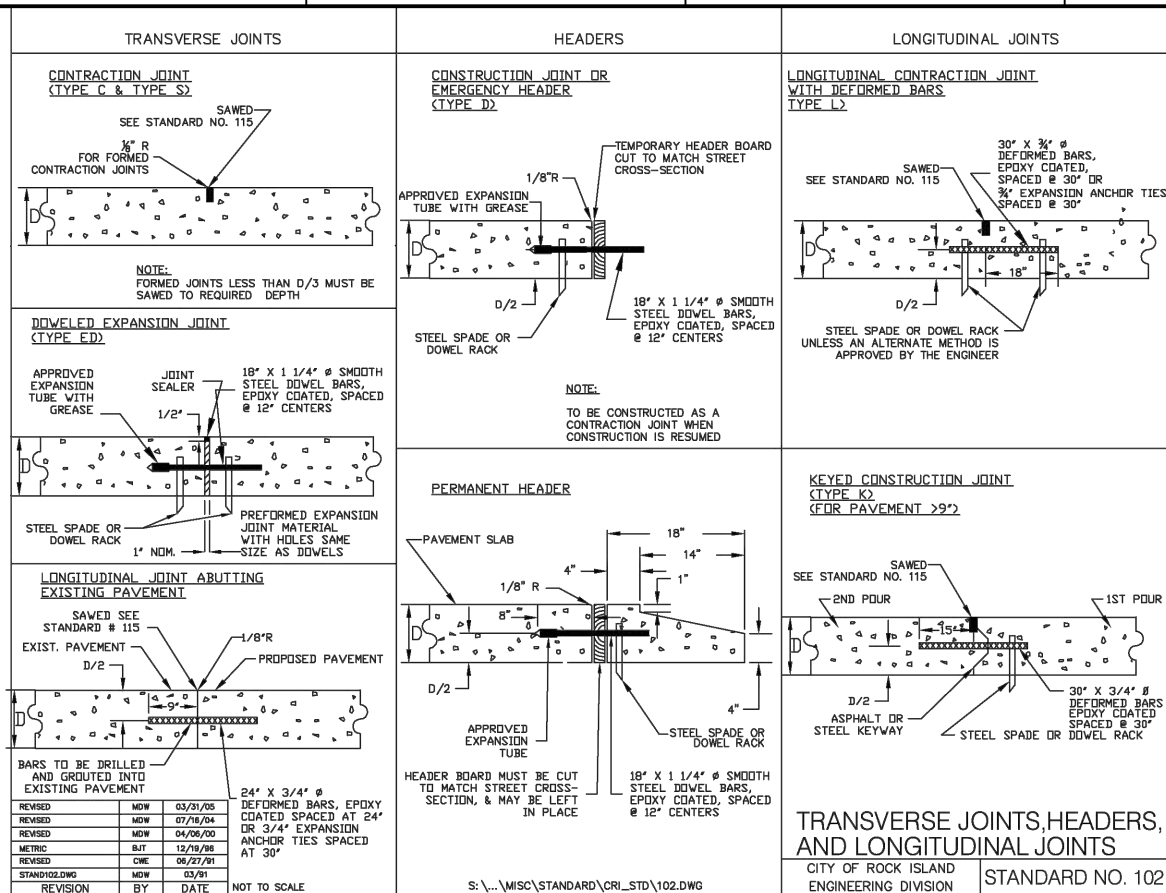 TRANSVERSE JOINTS
CONTRACTION JOINT
(TYPE C & TYPE S)
SAWED
SEE STANDARD NO. 115
1/8" R
FOR FORMED
CONTRACTION JOINTS
D
NOTE:
FORMED JOINTS LESS THAN D/3 MUST BE
SAWED TO REQUIRED DEPTH
DOWELED EXPANSION JOINT
(TYPE ED)
APPROVED
EXPANSION
TUBE WITH
GREASE
JOINT
SEALER
1/2"
18" X 1 1/4" Ø SMOOTH
STEEL DOWEL BARS,
EPOXY COATED, SPACED
@ 12" CENTERS
D
STEEL SPADE OR
DOWEL RACK
1" NOM.
PREFORMED EXPANSION
JOINT MATERIAL
WITH HOLES SAME
SIZE AS DOWELS
LONGITUDINAL JOINT ABUTTING
EXISTING PAVEMENT
SAWED SEE
STANDARD # 115
EXIST. PAVEMENT
D/2
1/8"R
PROPOSED PAVEMENT
9"
D
BARS TO BE DRILLED
AND GROUTED INTO
EXISTING PAVEMENT
24" X 3/4" Ø
DEFORMED BARS, EPOXY
COATED SPACED AT 24"
OR 3/4" EXPANSION
ANCHOR TIES SPACED
AT 30"
REVISED MDW 03/31/05
REVISED MDW 07/16/04
REVISED MDW 04/06/00
METRIC BJT 12/19/96
REVISED CWE 06/27/91
STAND102.DWG MDW 03/91
REVISION BY DATE
NOT TO SCALE
HEADERS
CONSTRUCTION JOINT OR
EMERGENCY HEADER
(TYPE D)
TEMPORARY HEADER BOARD
CUT TO MATCH STREET
CROSS-SECTION
1/8"R
APPROVED EXPANSION
TUBE WITH GREASE
D
D/2
STEEL SPADE OR
DOWEL RACK
18" X 1 1/4" Ø SMOOTH
STEEL DOWEL BARS,
EPOXY COATED, SPACED
@ 12" CENTERS
NOTE:
TO BE CONSTRUCTED AS A
CONTRACTION JOINT WHEN
CONSTRUCTION IS RESUMED
PERMANENT HEADER
PAVEMENT SLAB
18"
14"
4"
1"
1/8" R
8"
D
D/2
4"
APPROVED
EXPANSION
TUBE
STEEL SPADE OR
DOWEL RACK
HEADER BOARD MUST BE CUT
TO MATCH STREET CROSS-
SECTION, & MAY BE LEFT
IN PLACE
18" X 1 1/4" Ø SMOOTH
STEEL DOWEL BARS,
EPOXY COATED, SPACED
@ 12" CENTERS
S:\...\MISC\STANDARD\CRI_STD\102.DWG
LONGITUDINAL JOINTS
LONGITUDINAL CONTRACTION JOINT
WITH DEFORMED BARS
TYPE L)
SAWED
SEE STANDARD NO. 115
30" X 3/4" Ø
DEFORMED BARS,
EPOXY COATED,
SPACED @ 30" OR
3/4" EXPANSION ANCHOR TIES
SPACED @ 30"
D
18"
D/2
STEEL SPADE OR DOWEL RACK
UNLESS AN ALTERNATE METHOD IS
APPROVED BY THE ENGINEER
KEYED CONSTRUCTION JOINT
(TYPE K)
(FOR PAVEMENT >9")
SAWED
SEE STANDARD NO. 115
2ND POUR
1ST POUR
15"
D
D/2
ASPHALT OR
STEEL KEYWAY
30" X 3/4" Ø
DEFORMED BARS
EPOXY COATED
SPACED @ 30"
STEEL SPADE OR DOWEL RACK
TRANSVERSE JOINTS,HEADERS,
AND LONGITUDINAL JOINTS
CITY OF ROCK ISLAND
ENGINEERING DIVISION
STANDARD NO. 102